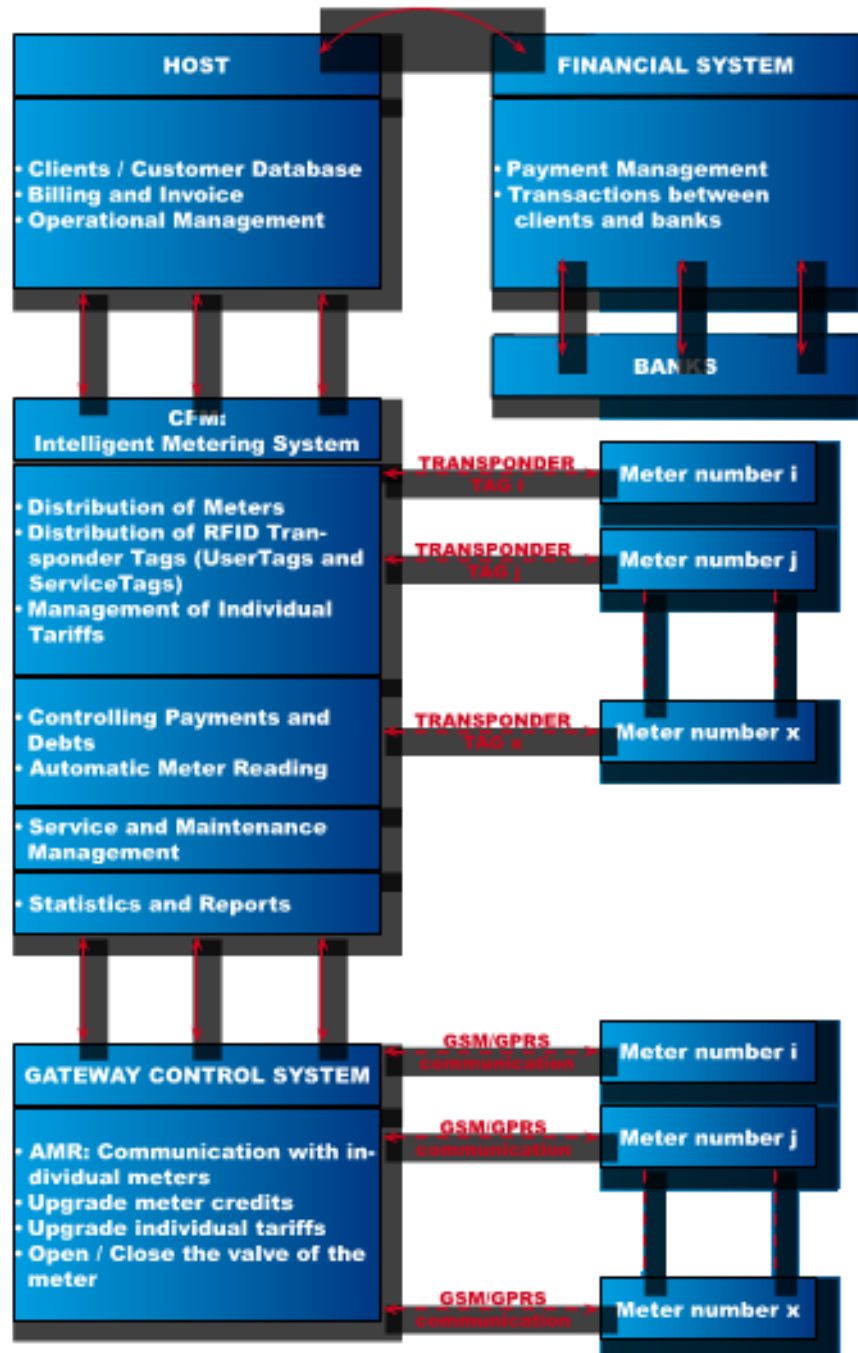 HOST
• Clients / Customer Database
• Billing and Invoice
• Operational Management
FINANCIAL SYSTEM
• Payment Management
• Transactions between
clients and banks
BANKS
CFM:
Intelligent Metering System
• Distribution of Meters
• Distribution of RFID Tran-
sponder Tags (UserTags and
ServiceTags)
• Management of Individual
Tariffs
• Controlling Payments and
Debts
• Automatic Meter Reading
• Service and Maintenance
Management
• Statistics and Reports
TRANSPONDER
TAG i
Meter number i
TRANSPONDER
TAG j
Meter number j
TRANSPONDER
TAG x
Meter number x
GATEWAY CONTROL SYSTEM
• AMR: Communication with in-
dividual meters
• Upgrade meter credits
• Upgrade individual tariffs
• Open / Close the valve of the
meter
GSM/GPRS
communication
Meter number i
GSM/GPRS
communication
Meter number j
GSM/GPRS
communication
Meter number x